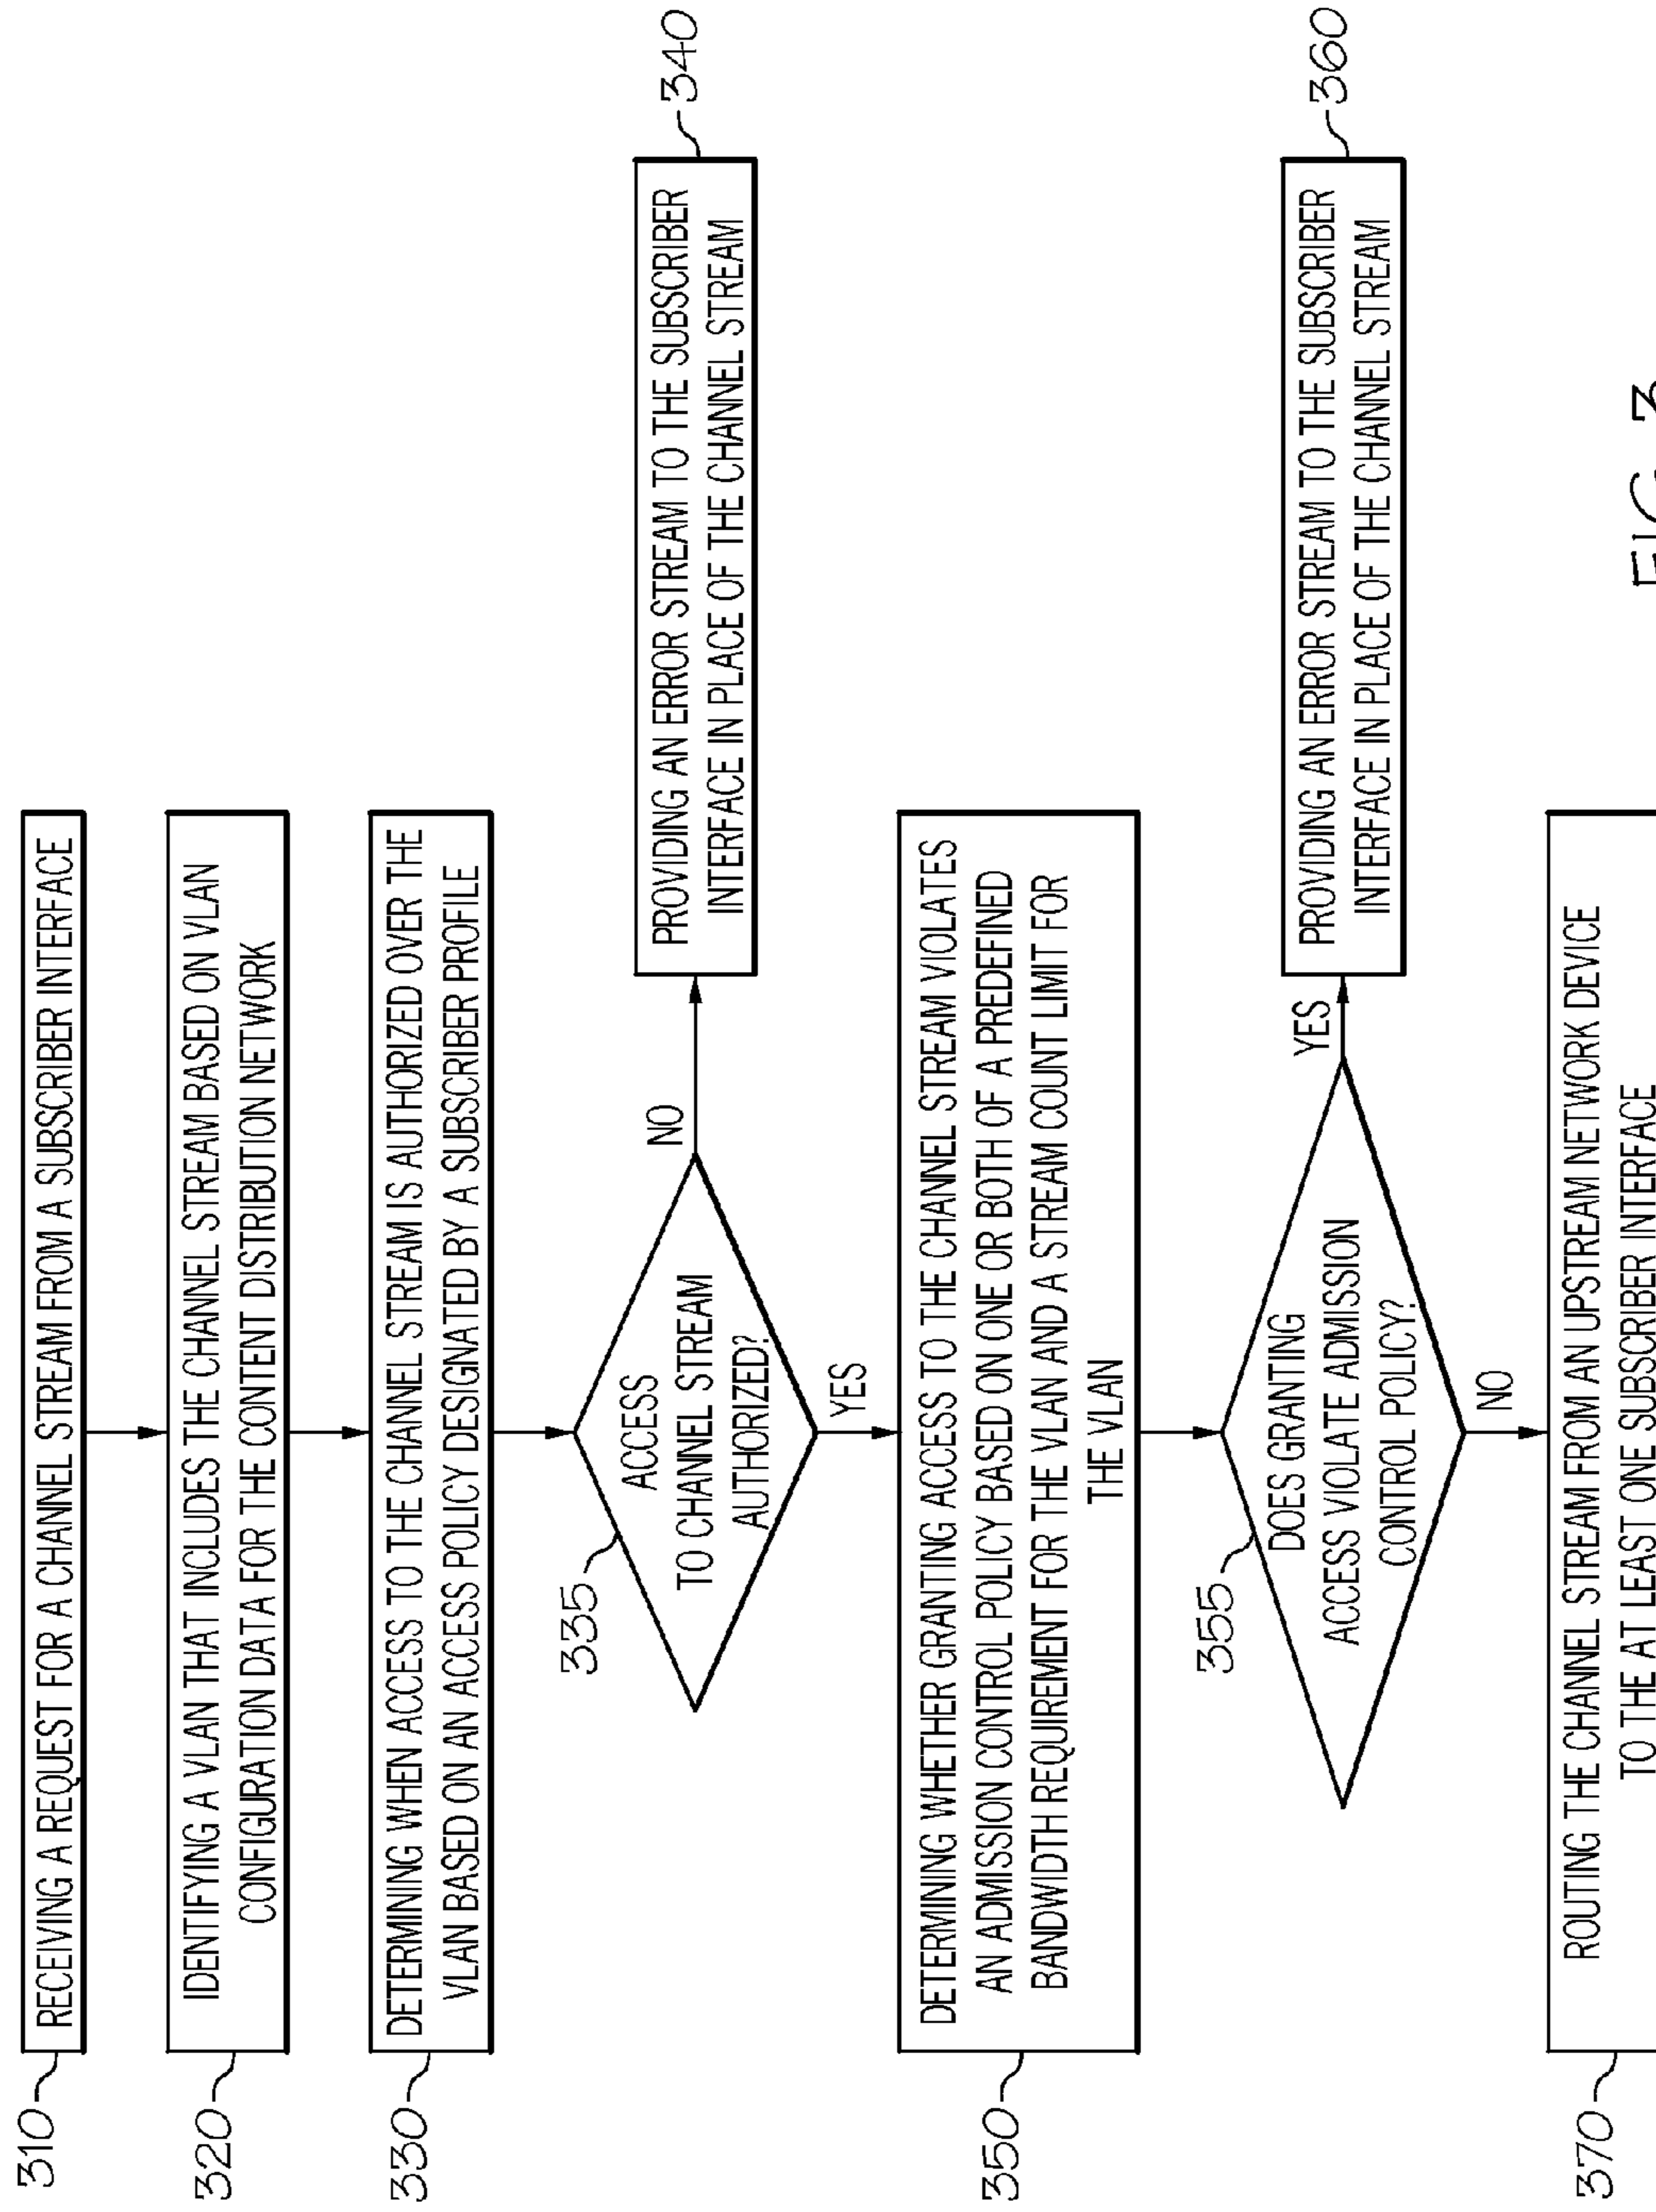 310
RECEIVING A REQUEST FOR A CHANNEL STREAM FROM A SUBSCRIBER INTERFACE
320
IDENTIFYING A VLAN THAT INCLUDES THE CHANNEL STREAM BASED ON VLAN
CONFIGURATION DATA FOR THE CONTENT DISTRIBUTION NETWORK
330
DETERMINING WHEN ACCESS TO THE CHANNEL STREAM IS AUTHORIZED OVER THE
VLAN BASED ON AN ACCESS POLICY DESIGNATED BY A SUBSCRIBER PROFILE
335
ACCESS
TO CHANNEL STREAM
AUTHORIZED?
NO
PROVIDING AN ERROR STREAM TO THE SUBSCRIBER
INTERFACE IN PLACE OF THE CHANNEL STREAM
340
YES
350
DETERMINING WHETHER GRANTING ACCESS TO THE CHANNEL STREAM VIOLATES
AN ADMISSION CONTROL POLICY BASED ON ONE OR BOTH OF A PREDEFINED
BANDWIDTH REQUIREMENT FOR THE VLAN AND A STREAM COUNT LIMIT FOR
THE VLAN
355
DOES GRANTING
ACCESS VIOLATE ADMISSION
CONTROL POLICY?
YES
PROVIDING AN ERROR STREAM TO THE SUBSCRIBER
INTERFACE IN PLACE OF THE CHANNEL STREAM
360
NO
370
ROUTING THE CHANNEL STREAM FROM AN UPSTREAM NETWORK DEVICE
TO THE AT LEAST ONE SUBSCRIBER INTERFACE